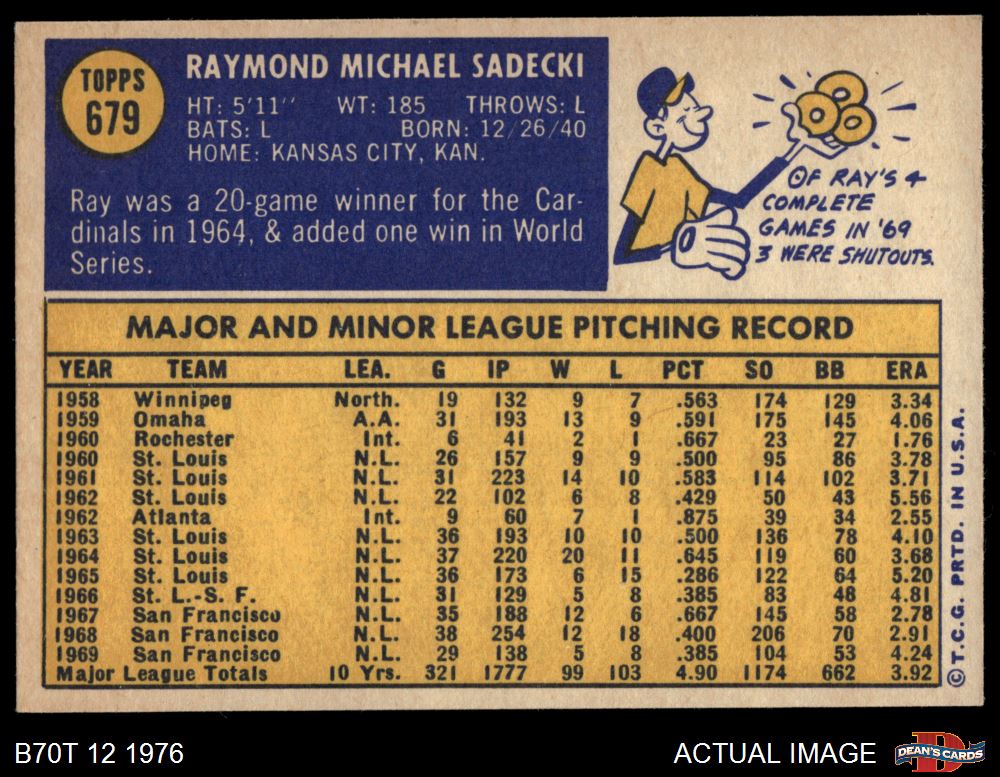 TOPPS
679
RAYMOND MICHAEL SADECKI
HT: 5'11'' WT: 185 THROWS: L
BATS: L BORN: 12/26/40
HOME: KANSAS CITY, KAN.
Ray was a 20-game winner for the Car-
dinals in 1964, & added one win in World
Series.
OF RAY'S 4
COMPLETE
GAMES IN '69
3 WERE SHUTOUTS.
MAJOR AND MINOR LEAGUE PITCHING RECORD
YEAR TEAM LEA. G IP W L PCT SO BB ERA
1958 Winnipeg North. 19 132 9 7 .563 174 129 3.34
1959 Omaha A.A. 31 193 13 9 .591 175 145 4.06
1960 Rochester Int. 6 41 2 1 .667 23 27 1.76
1960 St. Louis N.L. 26 157 9 9 .500 95 86 3.78
1961 St. Louis N.L. 31 223 14 10 .583 114 102 3.71
1962 St. Louis N.L. 22 102 6 8 .429 50 43 5.56
1962 Atlanta Int. 9 60 7 1 .875 39 34 2.55
1963 St. Louis N.L. 36 193 10 10 .500 136 78 4.10
1964 St. Louis N.L. 37 220 20 11 .645 119 60 3.68
1965 St. Louis N.L. 36 173 6 15 .286 122 64 5.20
1966 St. L.-S. F. N.L. 31 129 5 8 .385 83 48 4.81
1967 San Francisco N.L. 35 188 12 6 .667 145 58 2.78
1968 San Francisco N.L. 38 254 12 18 .400 206 70 2.91
1969 San Francisco N.L. 29 138 5 8 .385 104 53 4.24
Major League Totals 10 Yrs. 321 1777 99 103 4.90 1174 662 3.92
©T.C.G. PRTD. IN U.S.A.
B70T 12 1976
ACTUAL IMAGE
DEAN'S CARDS